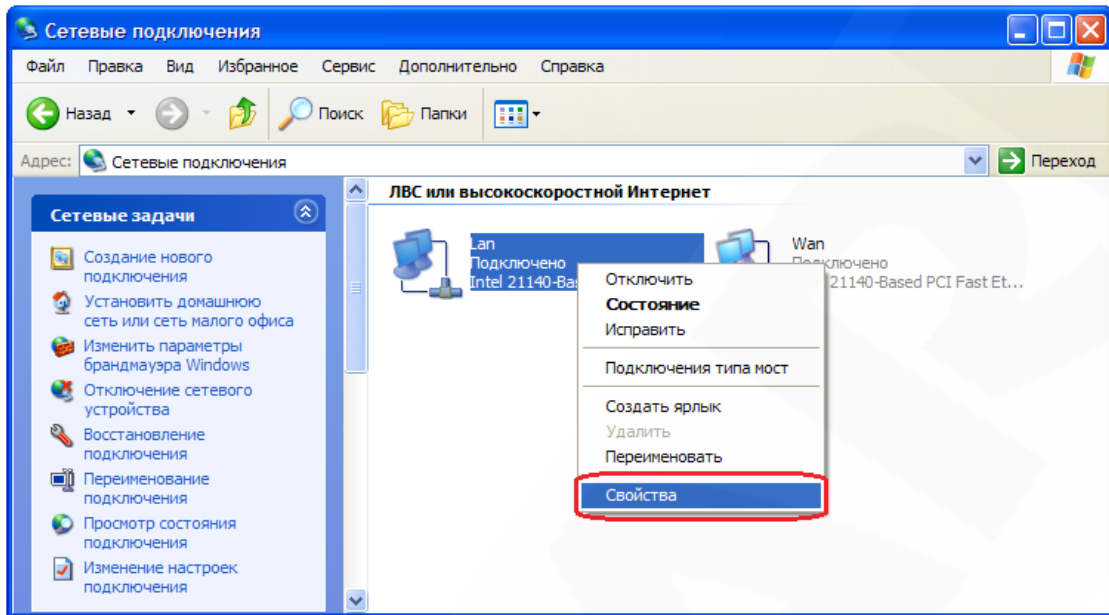 Сетевые подключения
Файл Правка Вид Избранное Сервис Дополнительно Справка
Назад Поиск Папки
Адрес: Сетевые подключения Переход
Сетевые задачи
Создание нового
подключения
Установить домашнюю
сеть или сеть малого офиса
Изменить параметры
брандмауэра Windows
Отключение сетевого
устройства
Восстановление
подключения
Переименование
подключения
Просмотр состояния
подключения
Изменение настроек
подключения
ЛВС или высокоскоростной Интернет
Lan
Подключено
Intel 21140-Bas
Wan
Подключено
21140-Based PCI Fast Et...
Отключить
Состояние
Исправить
Подключения типа мост
Создать ярлык
Удалить
Переименовать
Свойства